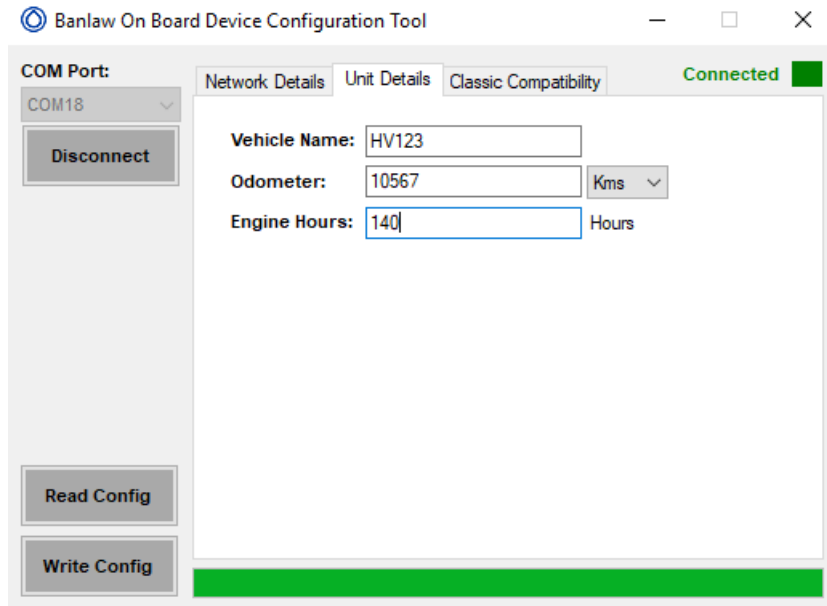 Banlaw On Board Device Configuration Tool
COM Port:
COM18
Disconnect
Network Details Unit Details Classic Compatibility
Connected
Vehicle Name: HV123
Odometer: 10567 Kms
Engine Hours: 140 Hours
Read Config
Write Config